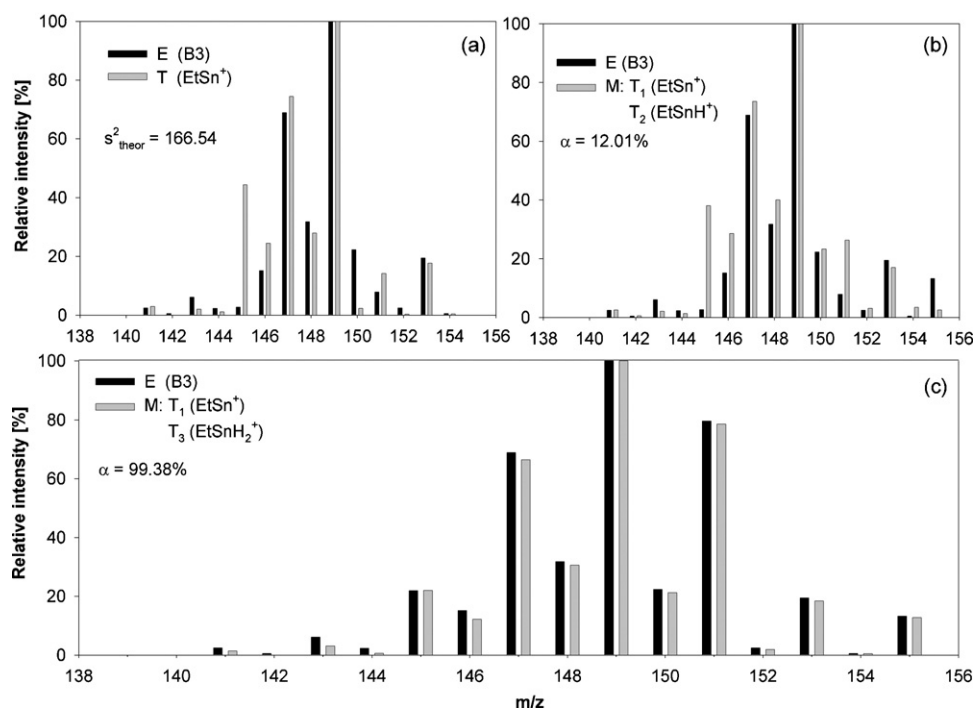 (a)
E (B3)
T (EtSn⁺)
s²theor = 166.54
Relative intensity [%]
100
80
60
40
20
0
138 140 142 144 146 148 150 152 154 156
(b)
E (B3)
M: T₁ (EtSn⁺)
T₂ (EtSnH⁺)
α = 12.01%
100
80
60
40
20
0
138 140 142 144 146 148 150 152 154 156
(c)
E (B3)
M: T₁ (EtSn⁺)
T₃ (EtSnH₂⁺)
α = 99.38%
Relative intensity [%]
100
80
60
40
20
0
138 140 142 144 146 148 150 152 154 156
m/z